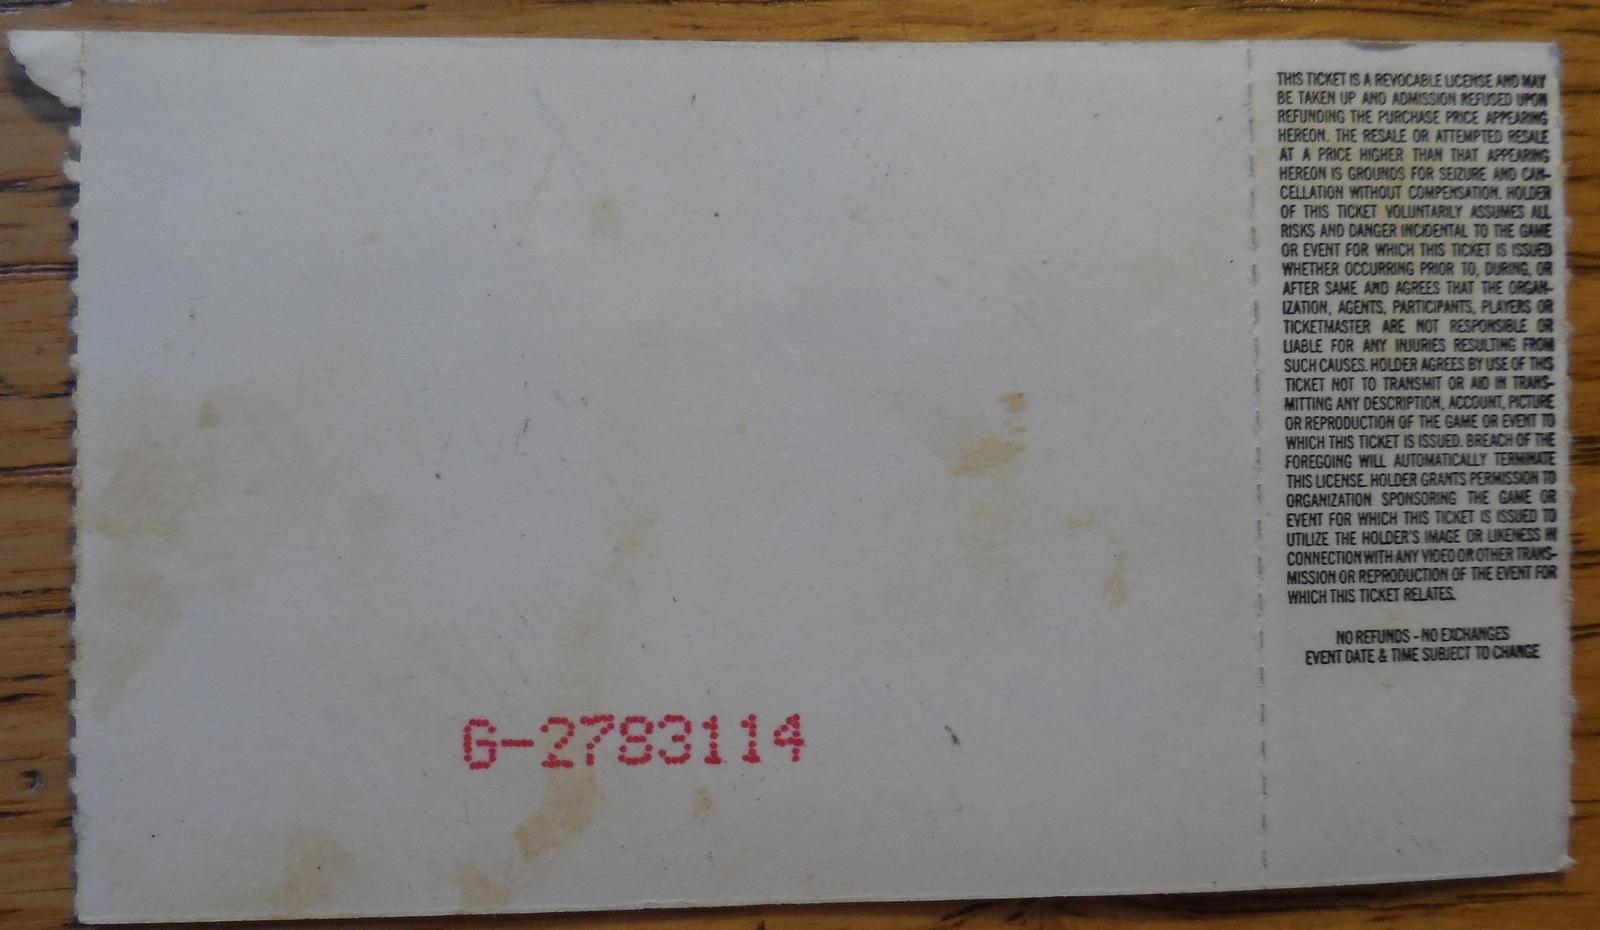 THIS TICKET IS A REVOCABLE LICENSE AND MAY
BE TAKEN UP AND ADMISSION REFUSED UPON
REFUNDING THE PURCHASE PRICE APPEARING
HEREON. THE RESALE OR ATTEMPTED RESALE
AT A PRICE HIGHER THAN THAT APPEARING
HEREON IS GROUNDS FOR SEIZURE AND CAN-
CELLATION WITHOUT COMPENSATION. HOLDER
OF THIS TICKET VOLUNTARILY ASSUMES ALL
RISKS AND DANGER INCIDENTAL TO THE GAME
OR EVENT FOR WHICH THIS TICKET IS ISSUED
WHETHER OCCURRING PRIOR TO, DURING, OR
AFTER SAME AND AGREES THAT THE ORGAN-
IZATION, AGENTS, PARTICIPANTS, PLAYERS OR
TICKETMASTER ARE NOT RESPONSIBLE OR
LIABLE FOR ANY INJURIES RESULTING FROM
SUCH CAUSES. HOLDER AGREES BY USE OF THIS
TICKET NOT TO TRANSMIT OR AID IN TRANS-
MITTING ANY DESCRIPTION, ACCOUNT, PICTURE
OR REPRODUCTION OF THE GAME OR EVENT TO
WHICH THIS TICKET IS ISSUED. BREACH OF THE
FOREGOING WILL AUTOMATICALLY TERMINATE
THIS LICENSE. HOLDER GRANTS PERMISSION TO
ORGANIZATION SPONSORING THE GAME OR
EVENT FOR WHICH THIS TICKET IS ISSUED TO
UTILIZE THE HOLDER'S IMAGE OR LIKENESS IN
CONNECTION WITH ANY VIDEO OR OTHER TRANS-
MISSION OR REPRODUCTION OF THE EVENT FOR
WHICH THIS TICKET RELATES.
NO REFUNDS - NO EXCHANGES
EVENT DATE & TIME SUBJECT TO CHANGE
G-2783114